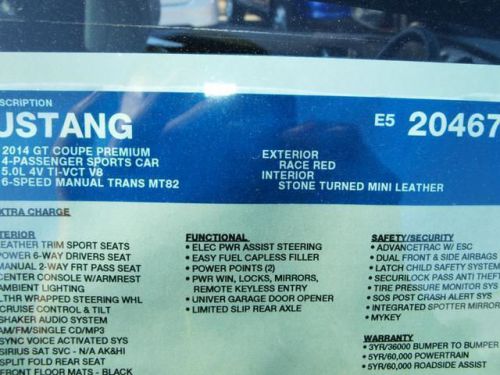 SCRIPTION
USTANG
E5 20467
2014 GT COUPE PREMIUM
4-PASSENGER SPORTS CAR
5.0L 4V TI-VCT V8
6-SPEED MANUAL TRANS MT82
EXTERIOR
RACE RED
INTERIOR
STONE TURNED MINI LEATHER
XTRA CHARGE
TERIOR
EATHER TRIM SPORT SEATS
POWER 6-WAY DRIVERS SEAT
MANUAL 2-WAY FRT PASS SEAT
CENTER CONSOLE W/ARMREST
AMBIENT LIGHTING
LTHR WRAPPED STEERING WHL
CRUISE CONTROL & TILT
SHAKER AUDIO SYSTEM
AM/FM/SINGLE CD/MP3
SYNC VOICE ACTIVATED SYS
SIRIUS SAT SVC - N/A AK&HI
SPLIT FOLD REAR SEAT
FRONT FLOOR MATS - BLACK
FUNCTIONAL
• ELEC PWR ASSIST STEERING
• EASY FUEL CAPLESS FILLER
• POWER POINTS (2)
• PWR WIN, LOCKS, MIRRORS,
REMOTE KEYLESS ENTRY
• UNIVER GARAGE DOOR OPENER
• LIMITED SLIP REAR AXLE
SAFETY/SECURITY
• ADVANCETRAC W/ ESC
• DUAL FRONT & SIDE AIRBAGS
• LATCH CHILD SAFETY SYSTEM
• SECURILOCK PASS ANTI THEFT
• TIRE PRESSURE MONITOR SYS
• SOS POST CRASH ALERT SYS
• INTEGRATED SPOTTER MIRROR
• MYKEY
WARRANTY
• 3YR/36000 BUMPER TO BUMPER
• 5YR/60,000 POWERTRAIN
• 5YR/60,000 ROADSIDE ASSIST